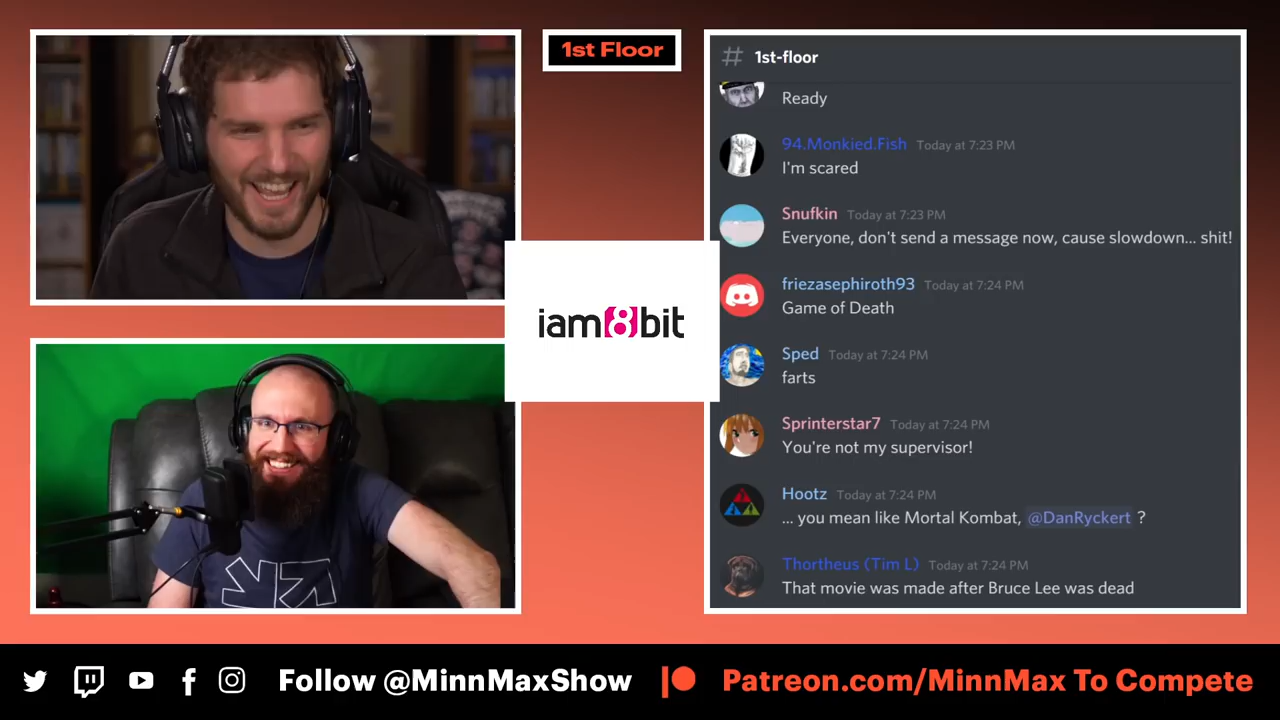 1st Floor
# 1st-floor
Ready
94.Monkied.Fish Today at 7:23 PM
I'm scared
Snufkin Today at 7:23 PM
Everyone, don't send a message now, cause slowdown... shit!
friezasephiroth93 Today at 7:24 PM
Game of Death
Sped Today at 7:24 PM
farts
Sprinterstar7 Today at 7:24 PM
You're not my supervisor!
Hootz Today at 7:24 PM
... you mean like Mortal Kombat, @DanRyckert ?
Thortheus (Tim L) Today at 7:24 PM
That movie was made after Bruce Lee was dead
iam8bit
Follow @MinnMaxShow
Patreon.com/MinnMax To Compete